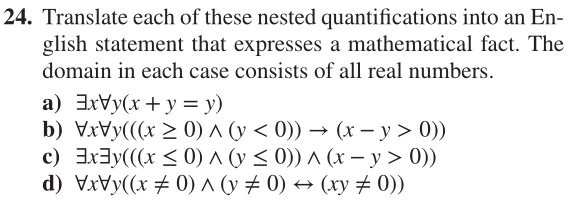 24. Translate each of these nested quantifications into an En-
glish statement that expresses a mathematical fact. The
domain in each case consists of all real numbers.
a) ∃x∀y(x + y = y)
b) ∀x∀y(((x ≥ 0) ∧ (y < 0)) → (x − y > 0))
c) ∃x∃y(((x ≤ 0) ∧ (y ≤ 0)) ∧ (x − y > 0))
d) ∀x∀y((x ≠ 0) ∧ (y ≠ 0) ↔ (xy ≠ 0))